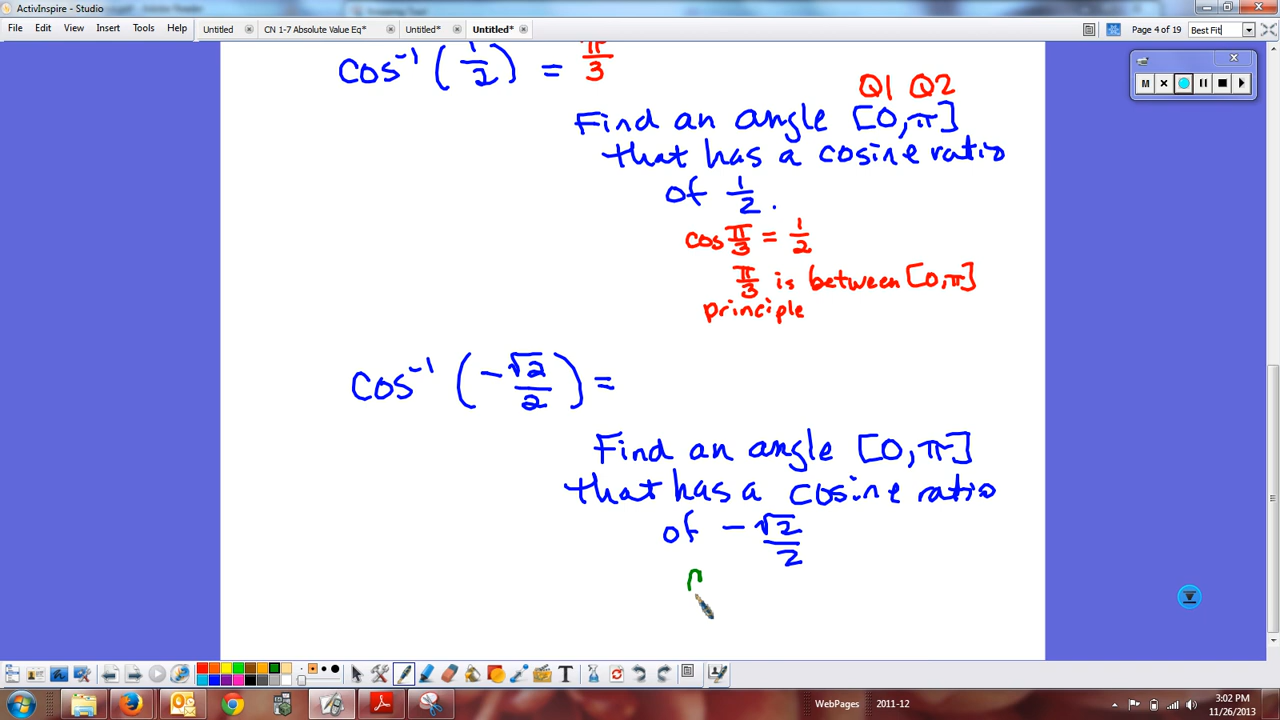 ActivInspire - Studio
File Edit View Insert Tools Help Untitled CN 1-7 Absolute Value Eq* Untitled* Untitled* Page 4 of 19 Best Fit
M
cos⁻¹ (1/2) = π/3
Q1 Q2
Find an angle [0, π]
that has a cosine ratio
of 1/2.
cos π/3 = 1/2
π/3 is between [0, π]
principle
cos⁻¹ (-√2/2) =
Find an angle [0, π]
that has a cosine ratio
of -√2/2
T
WebPages 2011-12 3:02 PM
11/26/2013